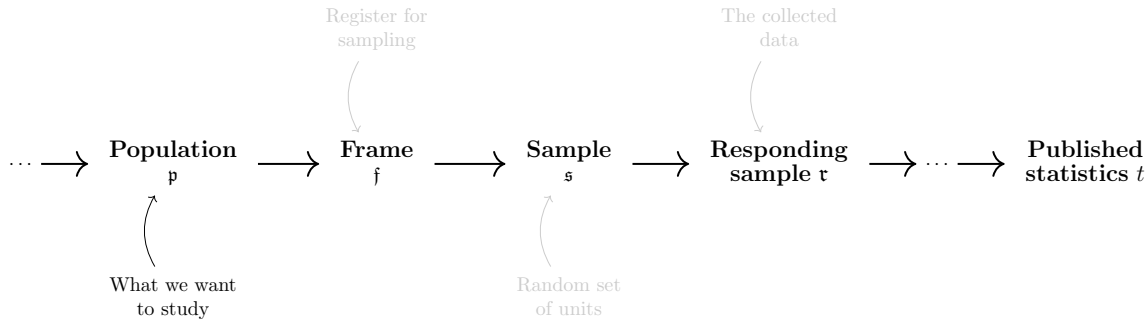 Register for
sampling
The collected
data
··· Population Frame Sample Responding ··· Published
𝔭 𝔣 𝔰 sample 𝔯 statistics t
What we want
to study
Random set
of units